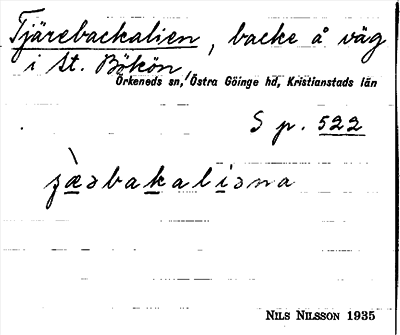 Tjärebackalien, backe å väg
i St. Bökön,
Örkeneds sn, Östra Göinge hd, Kristianstads län
S p. 522
NILS NILSSON 1935